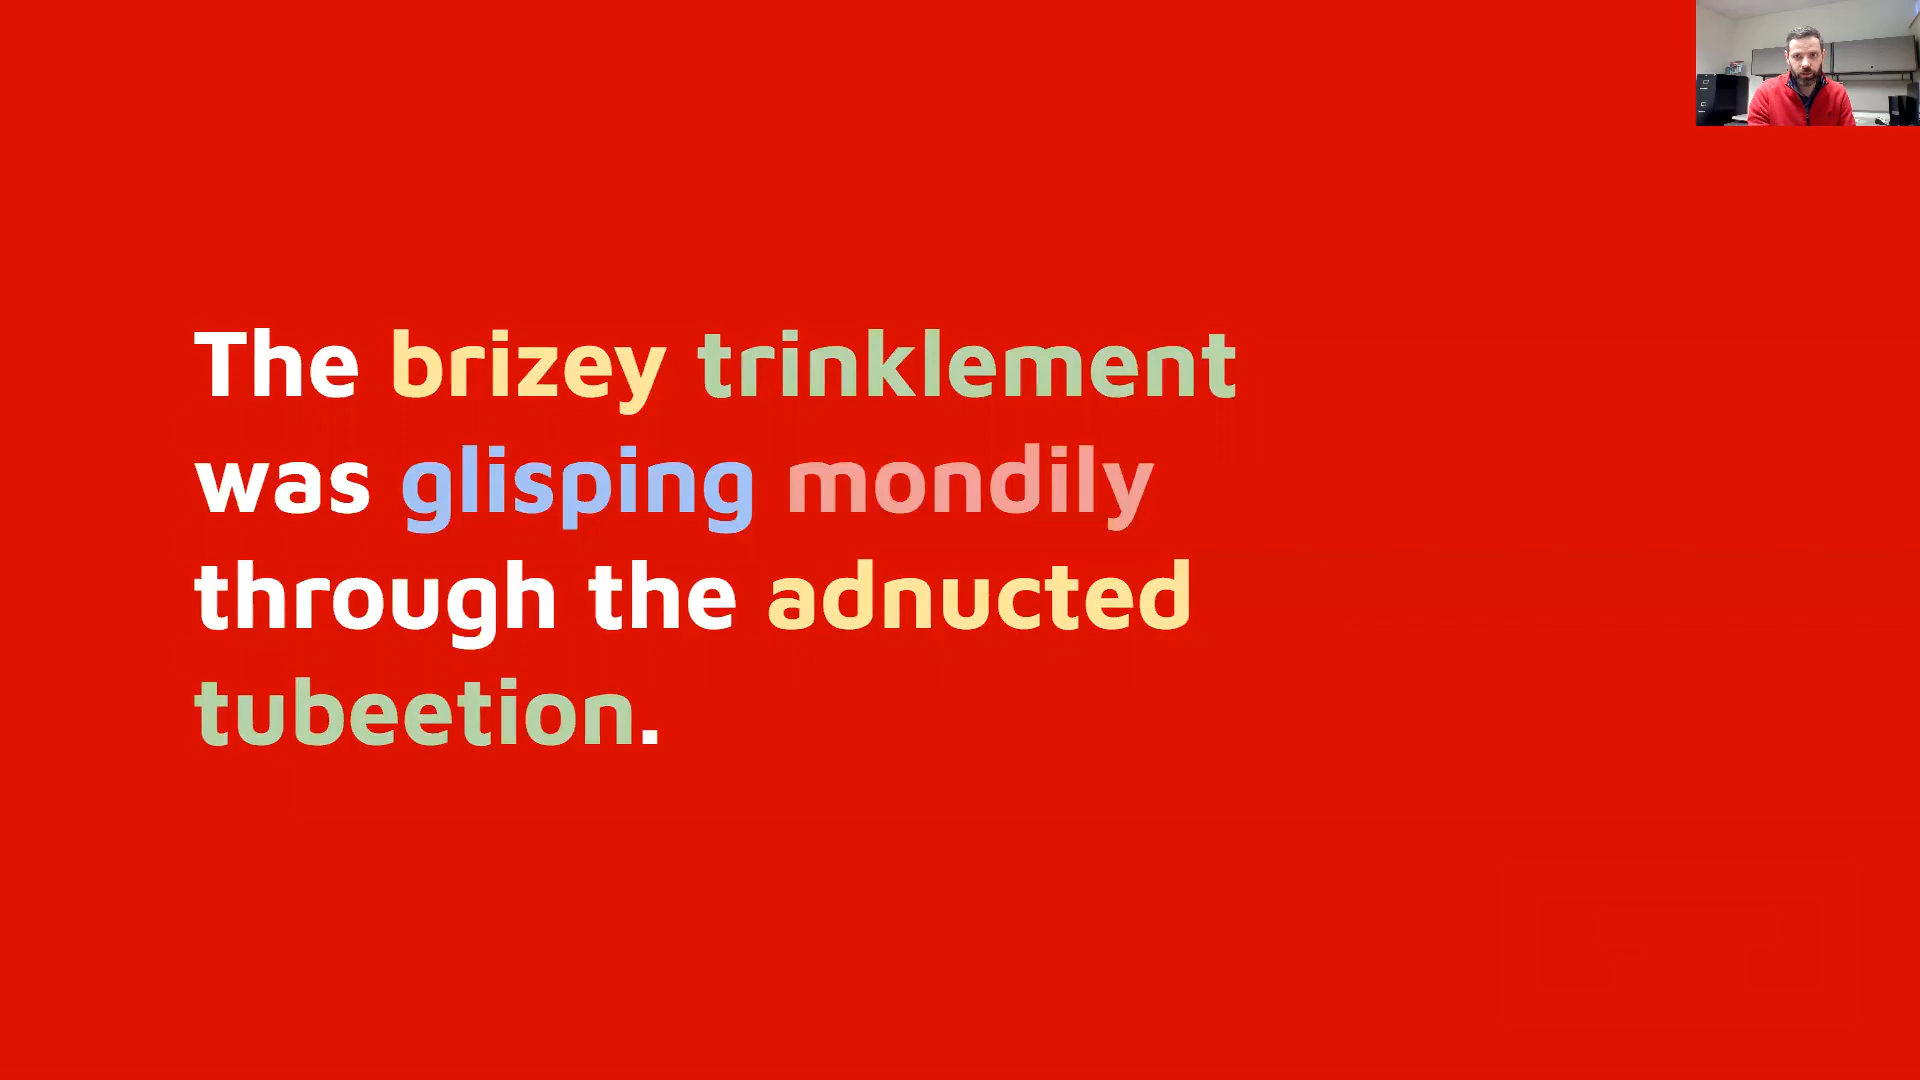 The brizey trinklement
was glisping mondily
through the adnucted
tubeetion.